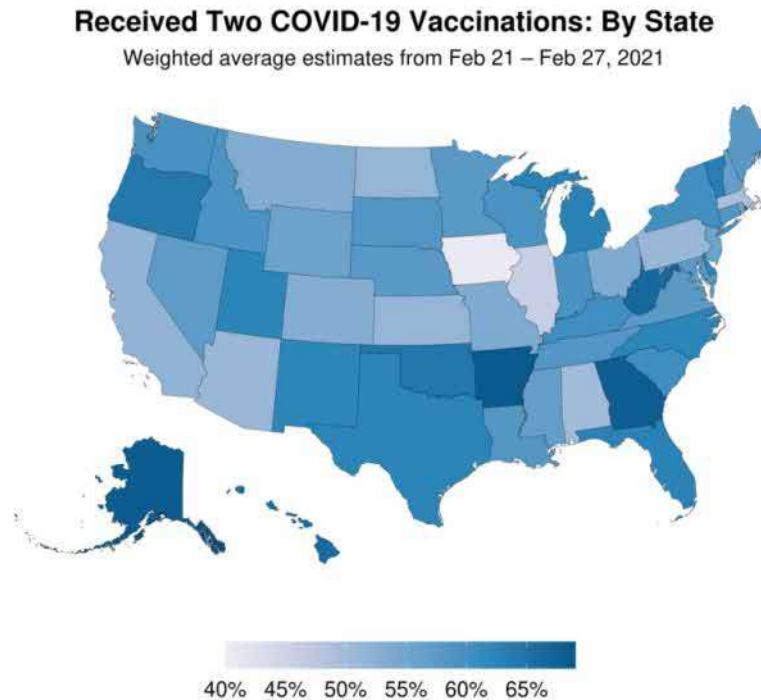 Received Two COVID-19 Vaccinations: By State
Weighted average estimates from Feb 21 – Feb 27, 2021
40% 45% 50% 55% 60% 65%